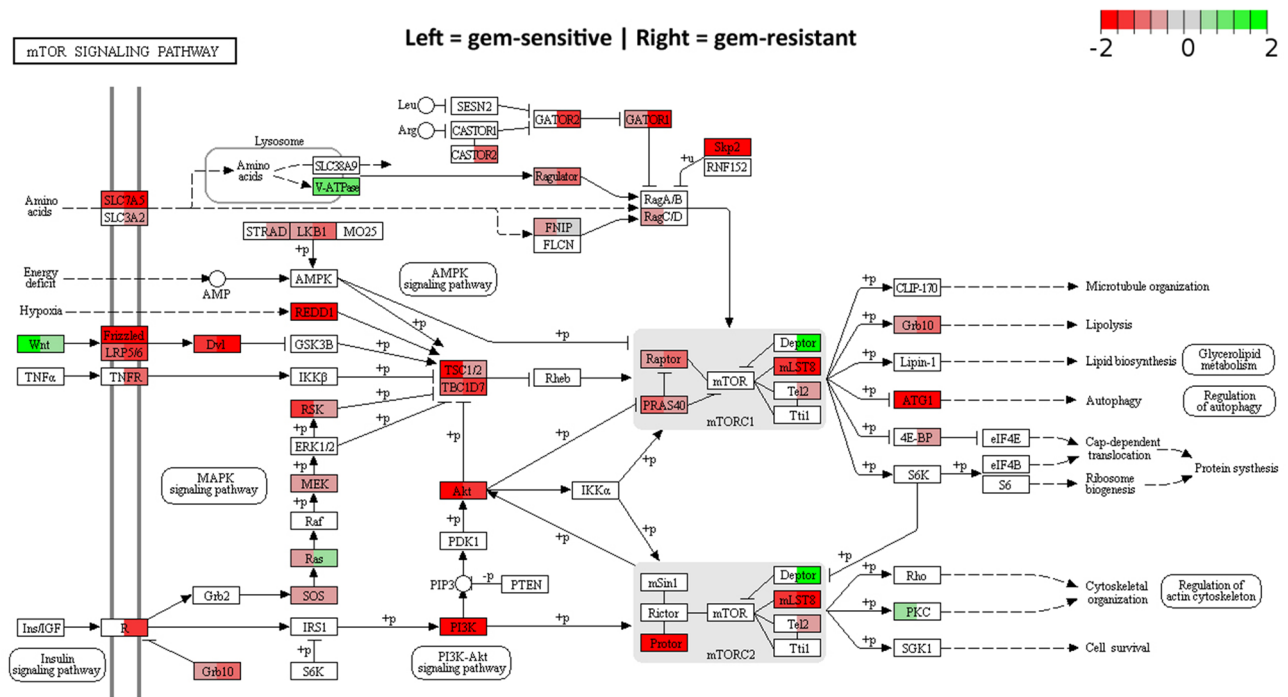 Left = gem-sensitive | Right = gem-resistant
-2 0 2
mTOR SIGNALING PATHWAY
Leu
SESN2
GATOR2
GATOR1
Arg
CASTOR1
CASTOR2
Skp2
RNF152
+u
Lysosome
Amino
acids
SLC38A9
V-ATPase
Ragulator
RagA/B
RagC/D
Amino
acids
SLC7A5
SLC3A2
FNIP
FLCN
STRAD
LKB1
MO25
+p
Energy
deficit
AMP
AMPK
AMPK
signaling pathway
+p
+p
Hypoxia
REDD1
Wnt
Frizzled
LRP5/6
Dvl
GSK3B
+p
TNFα
TNFR
IKKβ
+p
TSC1/2
TBC1D7
Rheb
Raptor
PRAS40
mTOR
Deptor
mLST8
Tel2
Tti1
mTORC1
+p
CLIP-170
Microtubule organization
+p
Grb10
Lipolysis
+p
Lipin-1
Lipid biosynthesis
Glycerolipid
metabolism
+p
ATG1
Autophagy
Regulation
of autophagy
+p
4E-BP
eIF4E
Cap-dependent
translocation
+p
S6K
+p
eIF4B
S6
Ribosome
biogenesis
Protein systhesis
RSK
+p
+p
ERK1/2
+p
+p
MAPK
signaling pathway
MEK
+p
Raf
Ras
SOS
Grb2
Akt
+p
+p
+p
+p
IKKα
+p
+p
PDK1
PIP3
-p
PTEN
Ins/IGF
R
IRS1
+p
PI3K
+p
Insulin
signaling pathway
Grb10
+p
S6K
PI3K-Akt
signaling pathway
mSin1
Rictor
Protor
mTOR
Deptor
mLST8
Tel2
Tti1
mTORC2
+p
+p
Rho
+p
PKC
Cytoskeletal
organization
Regulation of
actin cytoskeleton
+p
SGK1
Cell survival